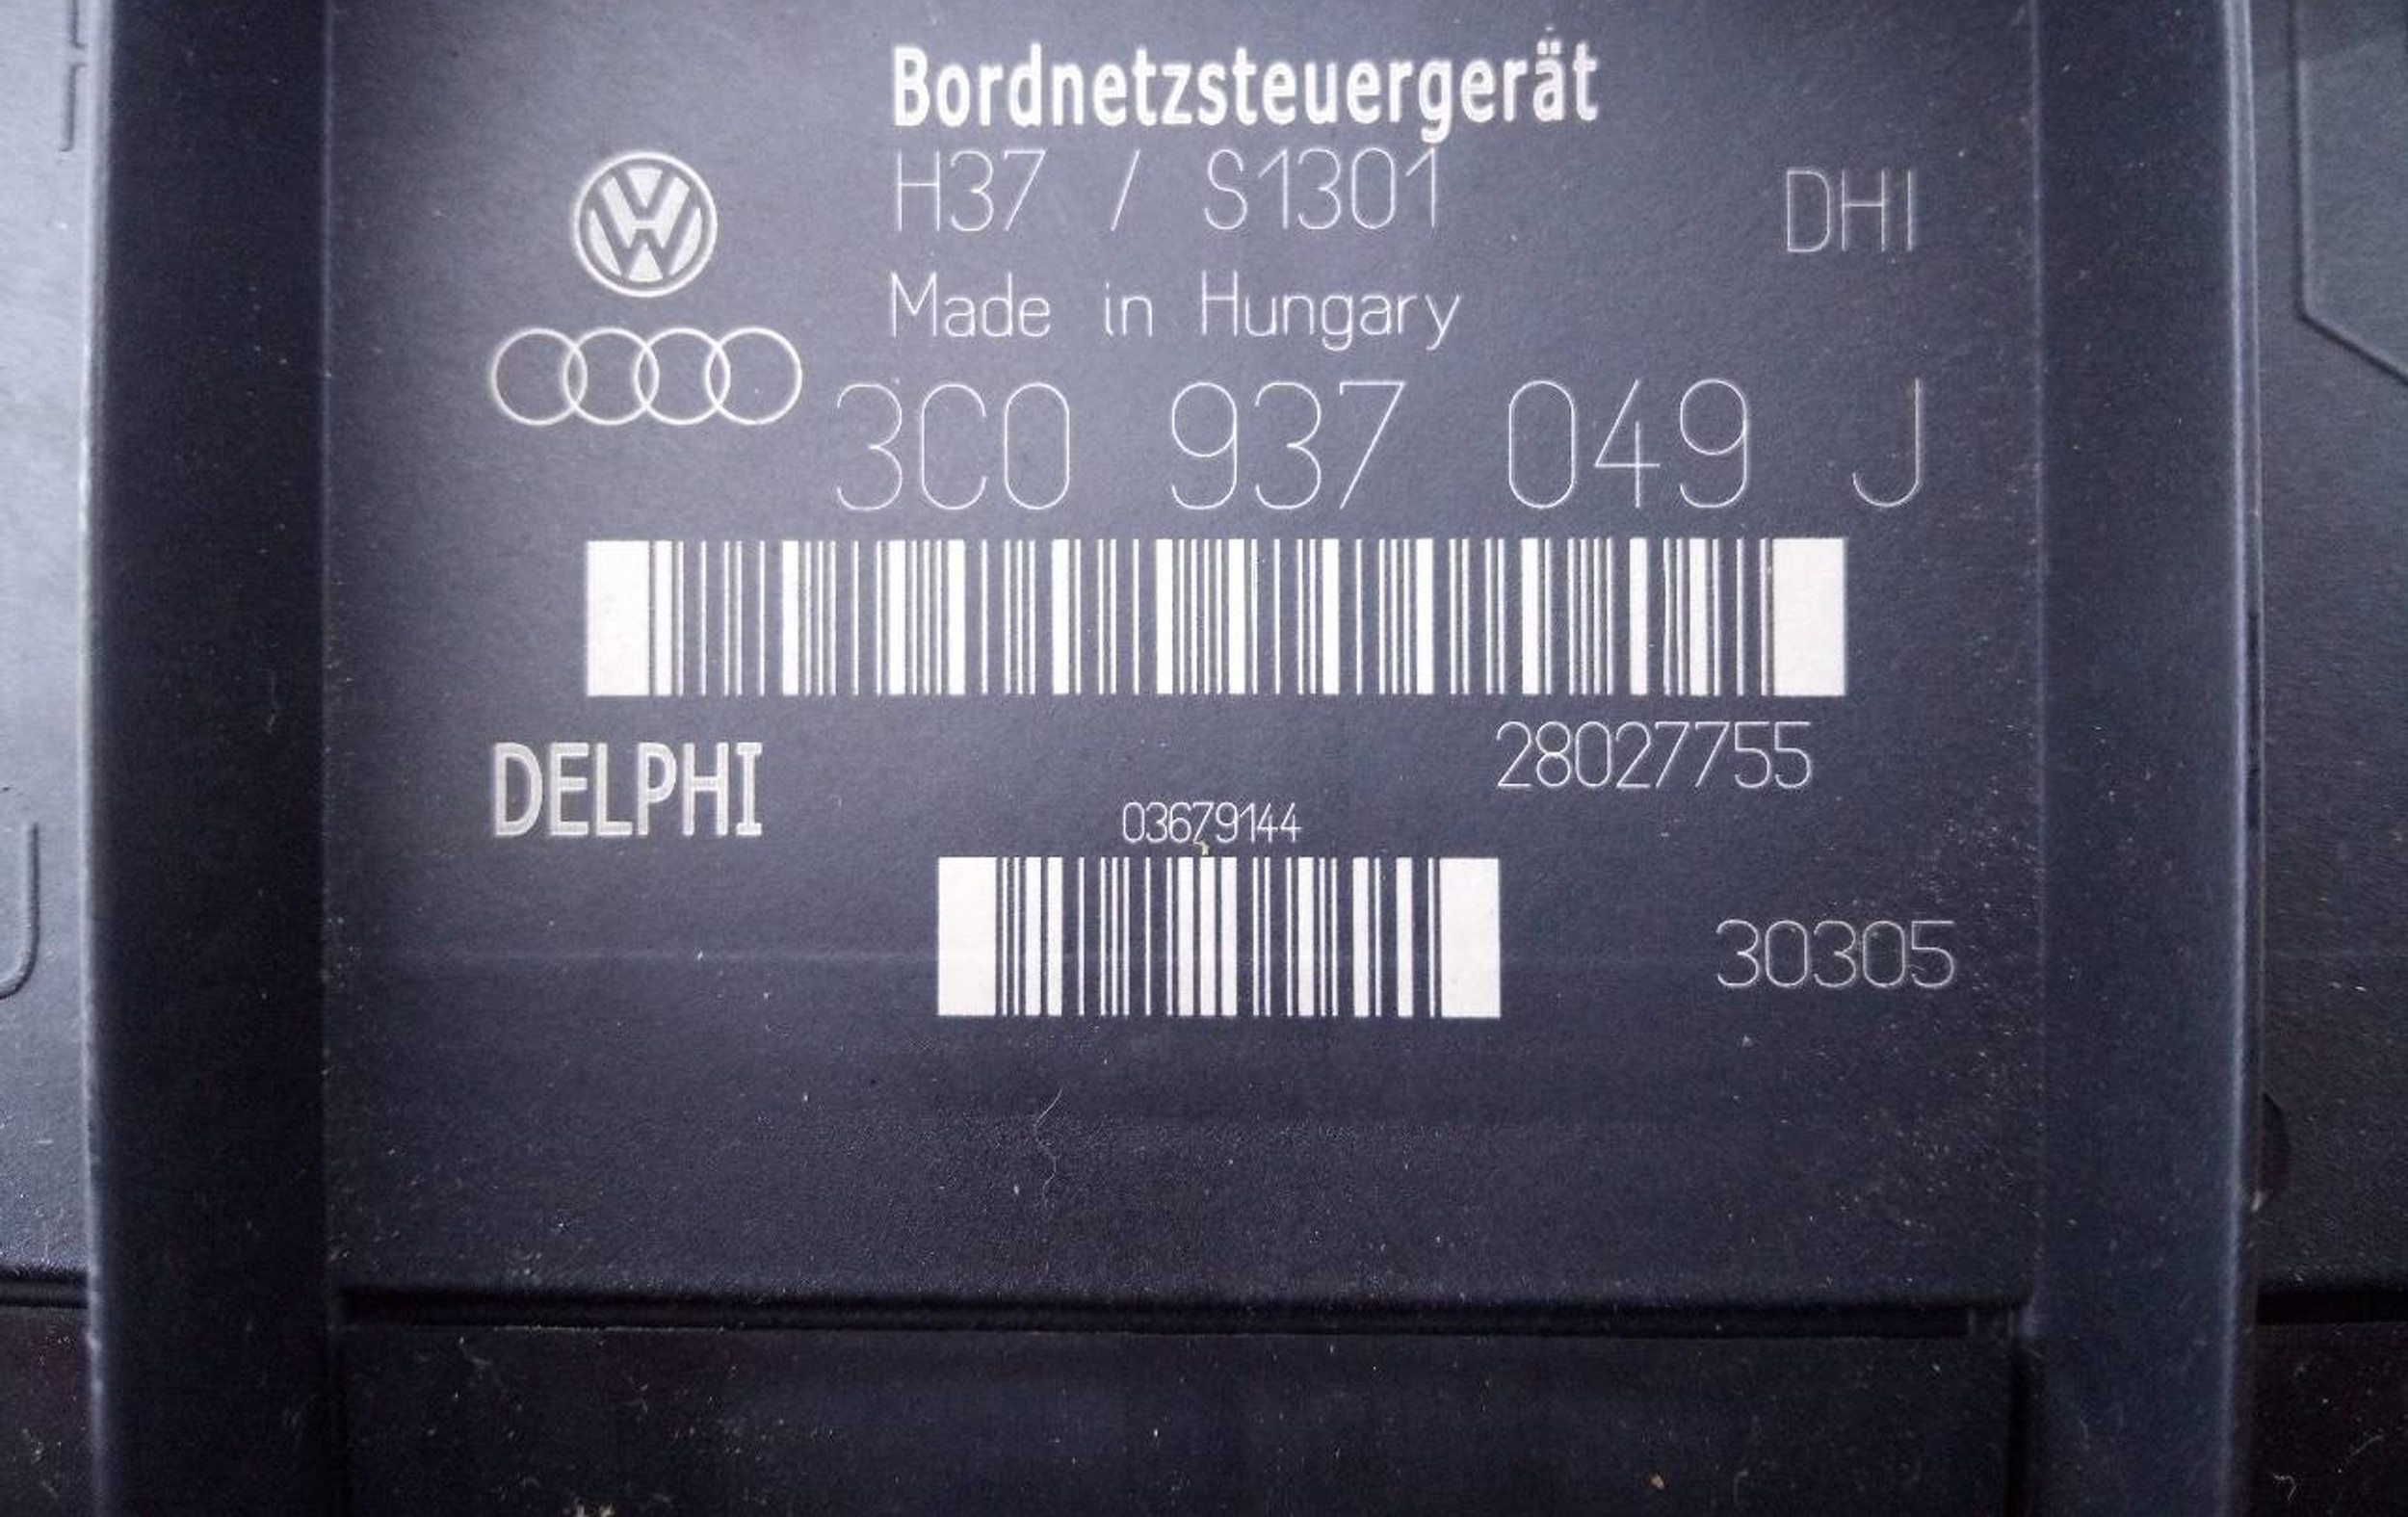 Bordnetzsteuergerät
H37 / S1301
DHI
Made in Hungary
3C0 937 049 J
DELPHI
28027755
03679144
30305